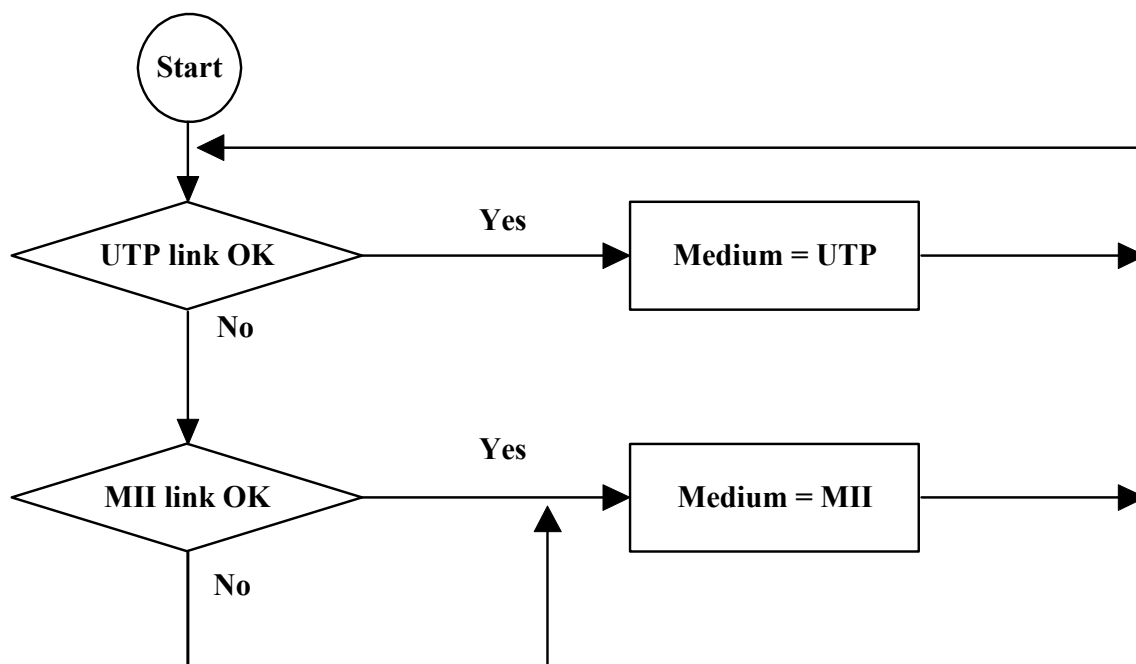 Start
Yes
UTP link OK
Medium = UTP
No
Yes
MII link OK
Medium = MII
No